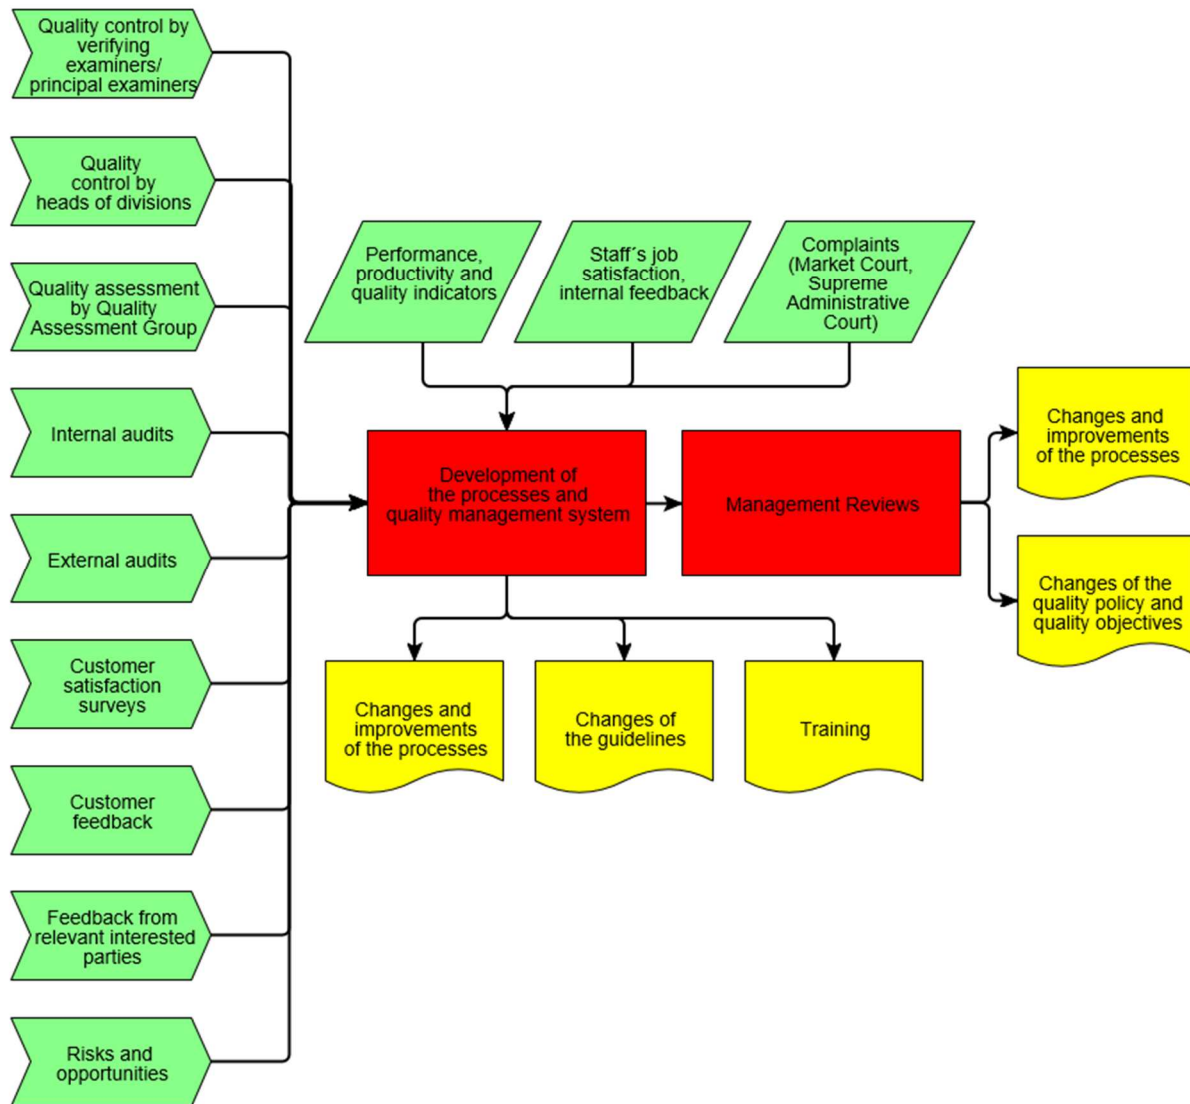 Quality control by
verifying
examiners/
principal examiners
Quality
control by
heads of divisions
Quality assessment
by Quality
Assessment Group
Internal audits
External audits
Customer
satisfaction
surveys
Customer
feedback
Feedback from
relevant interested
parties
Risks and
opportunities
Performance,
productivity and
quality indicators
Staff´s job
satisfaction,
internal feedback
Complaints
(Market Court,
Supreme
Administrative
Court)
Development of
the processes and
quality management system
Management Reviews
Changes and
improvements
of the processes
Changes of the
quality policy and
quality objectives
Changes and
improvements
of the processes
Changes of
the guidelines
Training